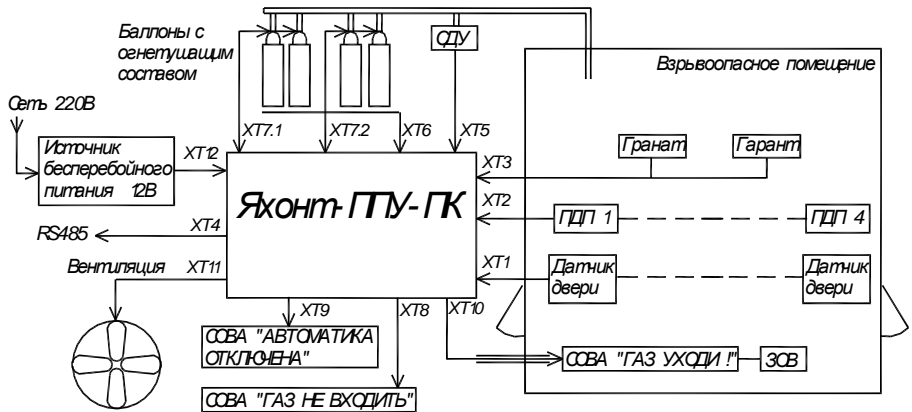 Баллоны с
огнетушащим
составом
СДУ
Взрывоопасное помещение
Сеть 220В
XT7.1
XT7.2
XT6
XT5
Источник
бесперебойного
питания 12В
XT12
Яхонт-ППУ-ПК
XT3
Гранат
Гарант
XT2
ПДП 1
ПДП 4
RS485
XT4
XT1
Датчик
двери
Датчик
двери
Вентиляция
XT11
XT9
XT8
XT10
СОВА "АВТОМАТИКА
ОТКЛЮЧЕНА"
СОВА "ГАЗ УХОДИ !"
ЗОВ
СОВА "ГАЗ НЕ ВХОДИТЬ"